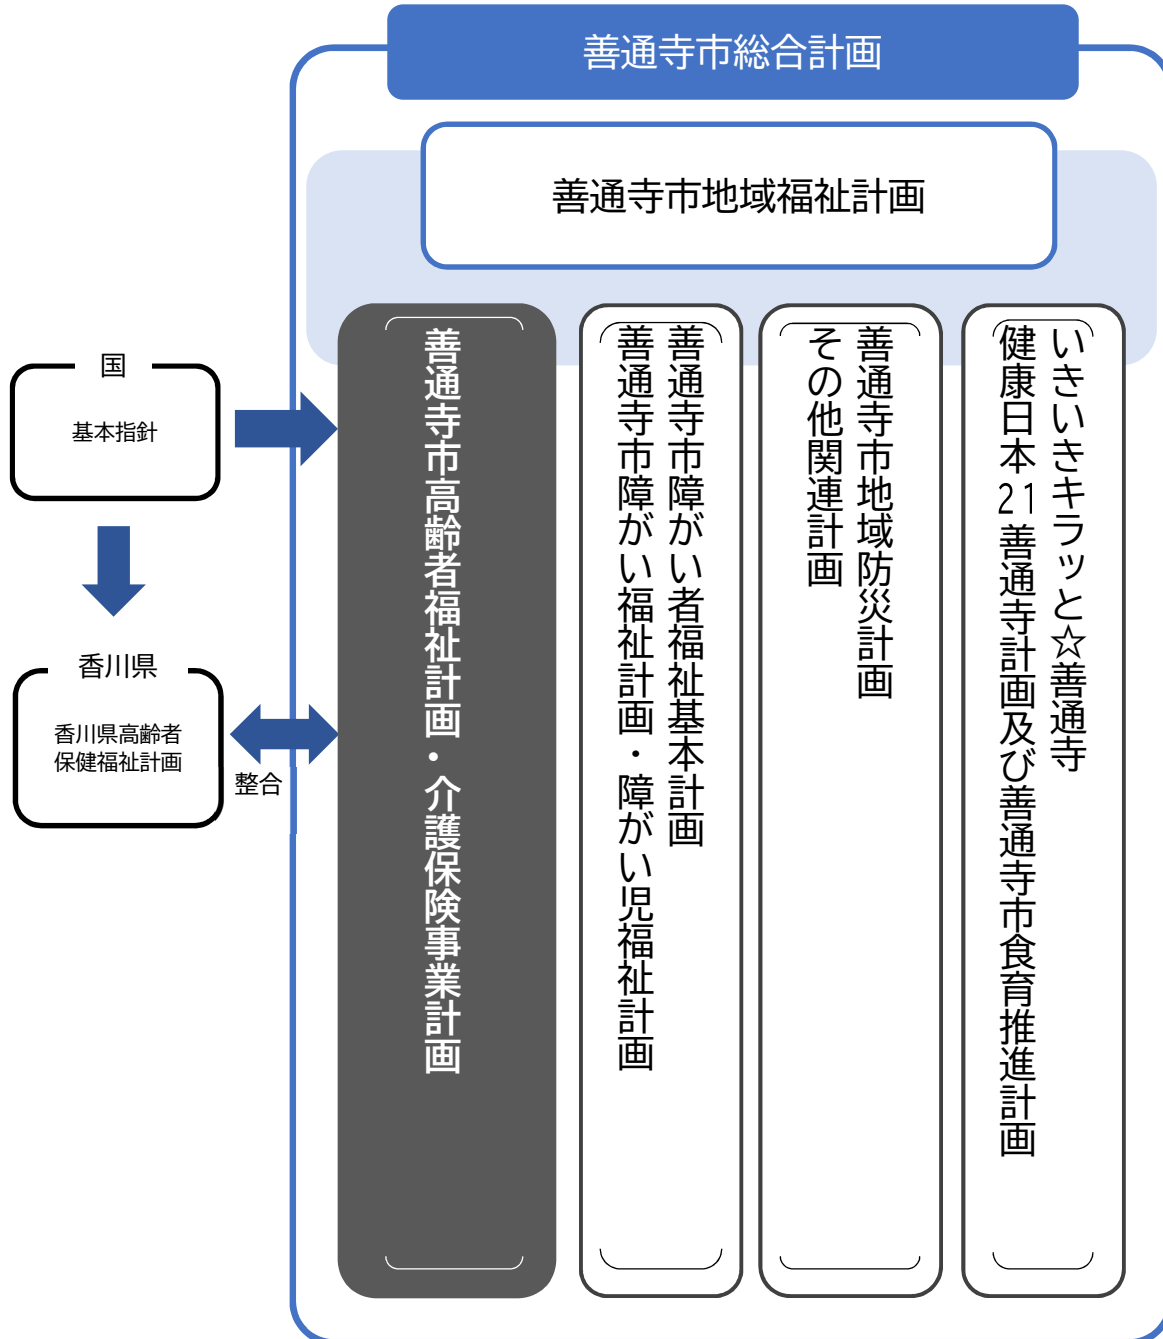 善通寺市総合計画
善通寺市地域福祉計画
国
基本指針
香川県
香川県高齢者
保健福祉計画
整合
善通寺市高齢者福祉計画・介護保険事業計画
善通寺市障がい者福祉基本計画
善通寺市障がい福祉計画・障がい児福祉計画
善通寺市地域防災計画
その他関連計画
いきいきキラッと☆善通寺
健康日本21善通寺計画及び善通寺市食育推進計画